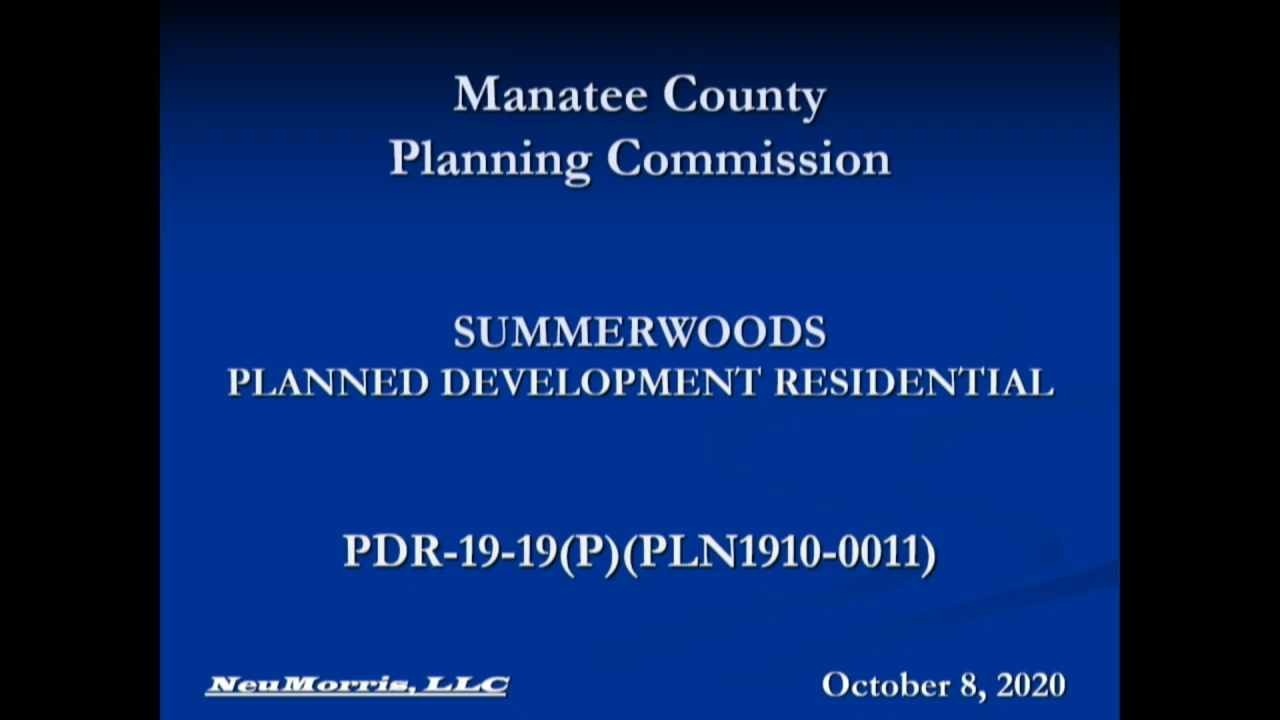 Manatee County
Planning Commission
SUMMERWOODS
PLANNED DEVELOPMENT RESIDENTIAL
PDR-19-19(P)(PLN1910-0011)
NeuMorris, LLC
October 8, 2020